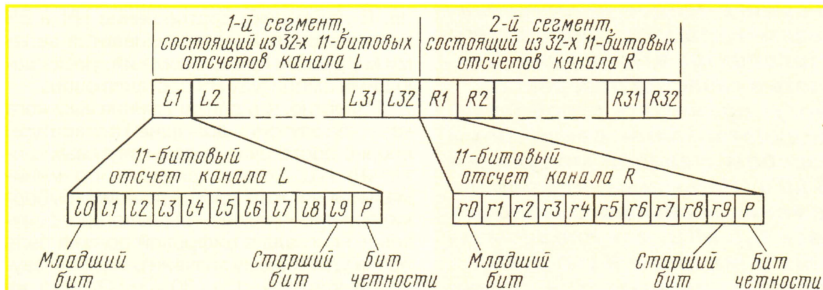 1-й сегмент,
состоящий из 32-х 11-битовых
отсчетов канала L
2-й сегмент,
состоящий из 32-х 11-битовых
отсчетов канала R
L1 L2 L31 L32 R1 R2 R31 R32
11-битовый
отсчет канала L
11-битовый
отсчет канала R
l0 l1 l2 l3 l4 l5 l6 l7 l8 l9 P
r0 r1 r2 r3 r4 r5 r6 r7 r8 r9 P
Младший
бит
Старший
бит
Бит
четности
Младший
бит
Старший
бит
Бит
четности